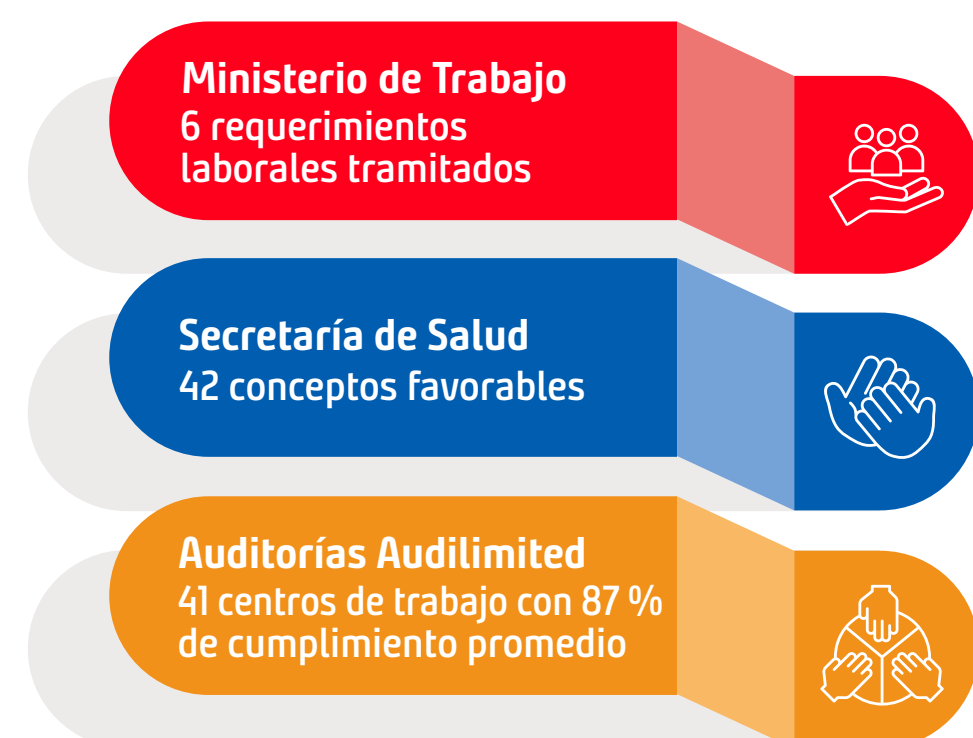 Ministerio de Trabajo
6 requerimientos
laborales tramitados
Secretaría de Salud
42 conceptos favorables
Auditorías Audilimited
41 centros de trabajo con 87 %
de cumplimiento promedio